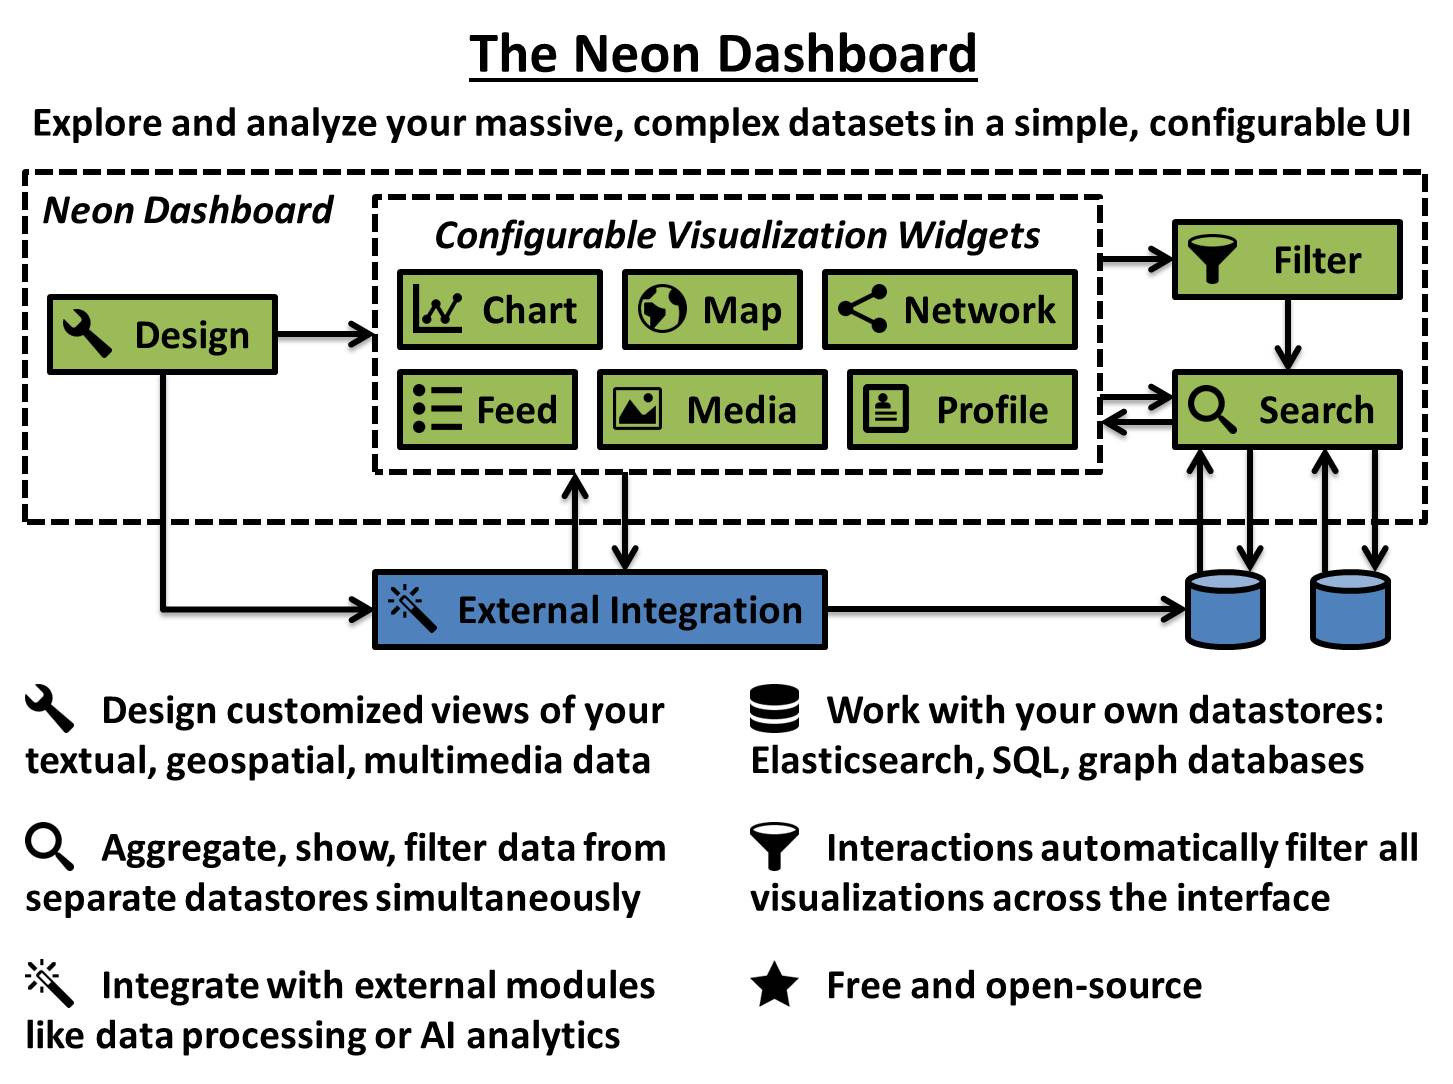 The Neon Dashboard
Explore and analyze your massive, complex datasets in a simple, configurable UI
Neon Dashboard
Configurable Visualization Widgets
Filter
Chart
Map
Network
Design
Feed
Media
Profile
Search
External Integration
Design customized views of your
textual, geospatial, multimedia data
Work with your own datastores:
Elasticsearch, SQL, graph databases
Aggregate, show, filter data from
separate datastores simultaneously
Interactions automatically filter all
visualizations across the interface
Integrate with external modules
like data processing or AI analytics
Free and open-source